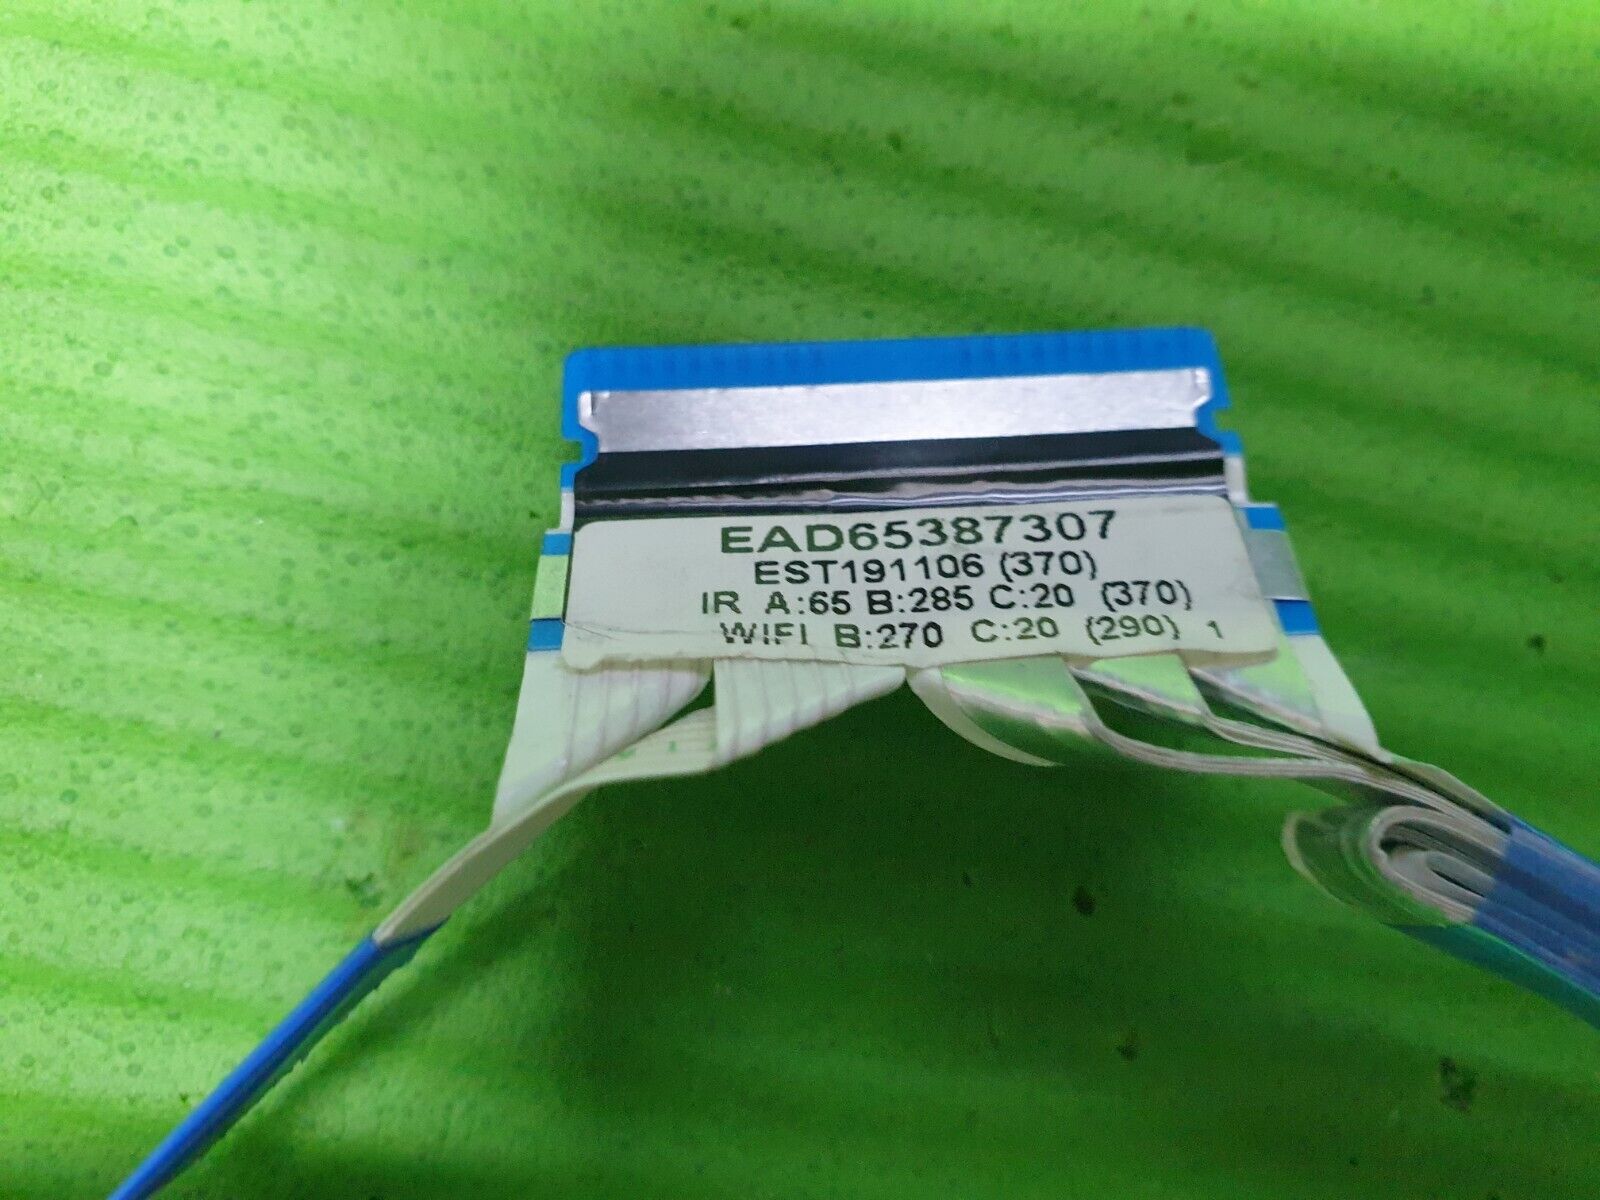 EAD65387307
EST191106 (370)
IR A:65 B:285 C:20 (370)
WIFI B:270 C:20 (290) 1